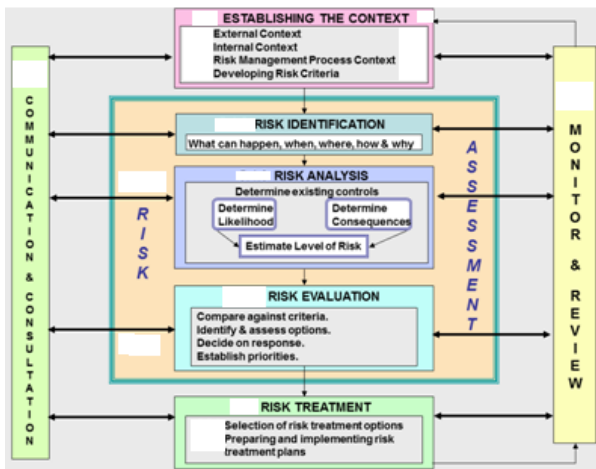 ESTABLISHING THE CONTEXT
External Context
Internal Context
Risk Management Process Context
Developing Risk Criteria
COMMUNICATION & CONSULTATION
MONITOR & REVIEW
RISK
ASSESSMENT
RISK IDENTIFICATION
What can happen, when, where, how & why
RISK ANALYSIS
Determine existing controls
Determine
Likelihood
Determine
Consequences
Estimate Level of Risk
RISK EVALUATION
Compare against criteria.
Identify & assess options.
Decide on response.
Establish priorities.
RISK TREATMENT
Selection of risk treatment options
Preparing and implementing risk
treatment plans